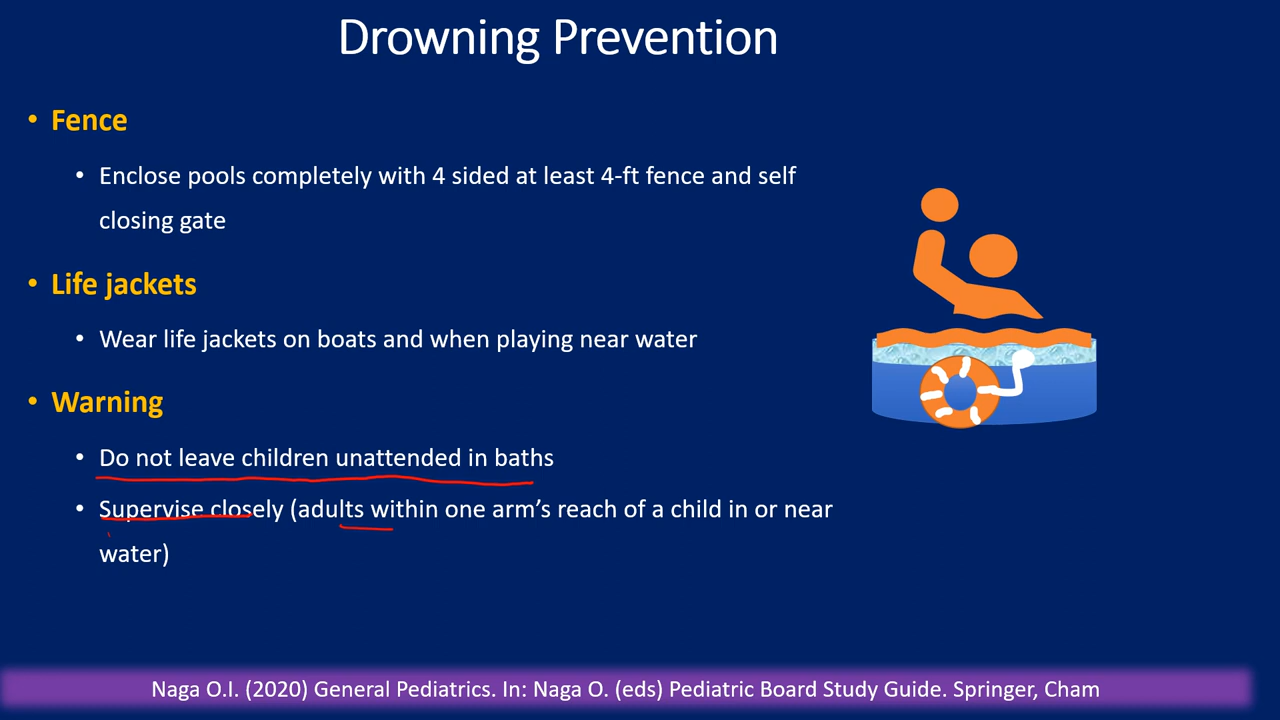 Drowning Prevention
• Fence
• Enclose pools completely with 4 sided at least 4-ft fence and self
closing gate
• Life jackets
• Wear life jackets on boats and when playing near water
• Warning
• Do not leave children unattended in baths
• Supervise closely (adults within one arm’s reach of a child in or near
water)
Naga O.I. (2020) General Pediatrics. In: Naga O. (eds) Pediatric Board Study Guide. Springer, Cham